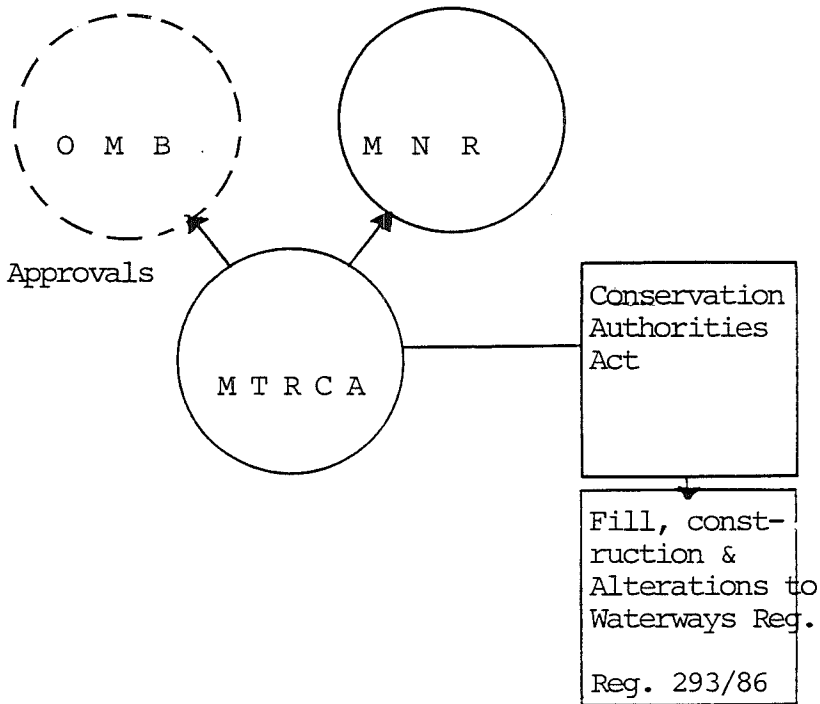 O M B
M N R
Approvals
M T R C A
Conservation
Authorities
Act
Fill, const-
ruction &
Alterations to
Waterways Reg.
Reg. 293/86